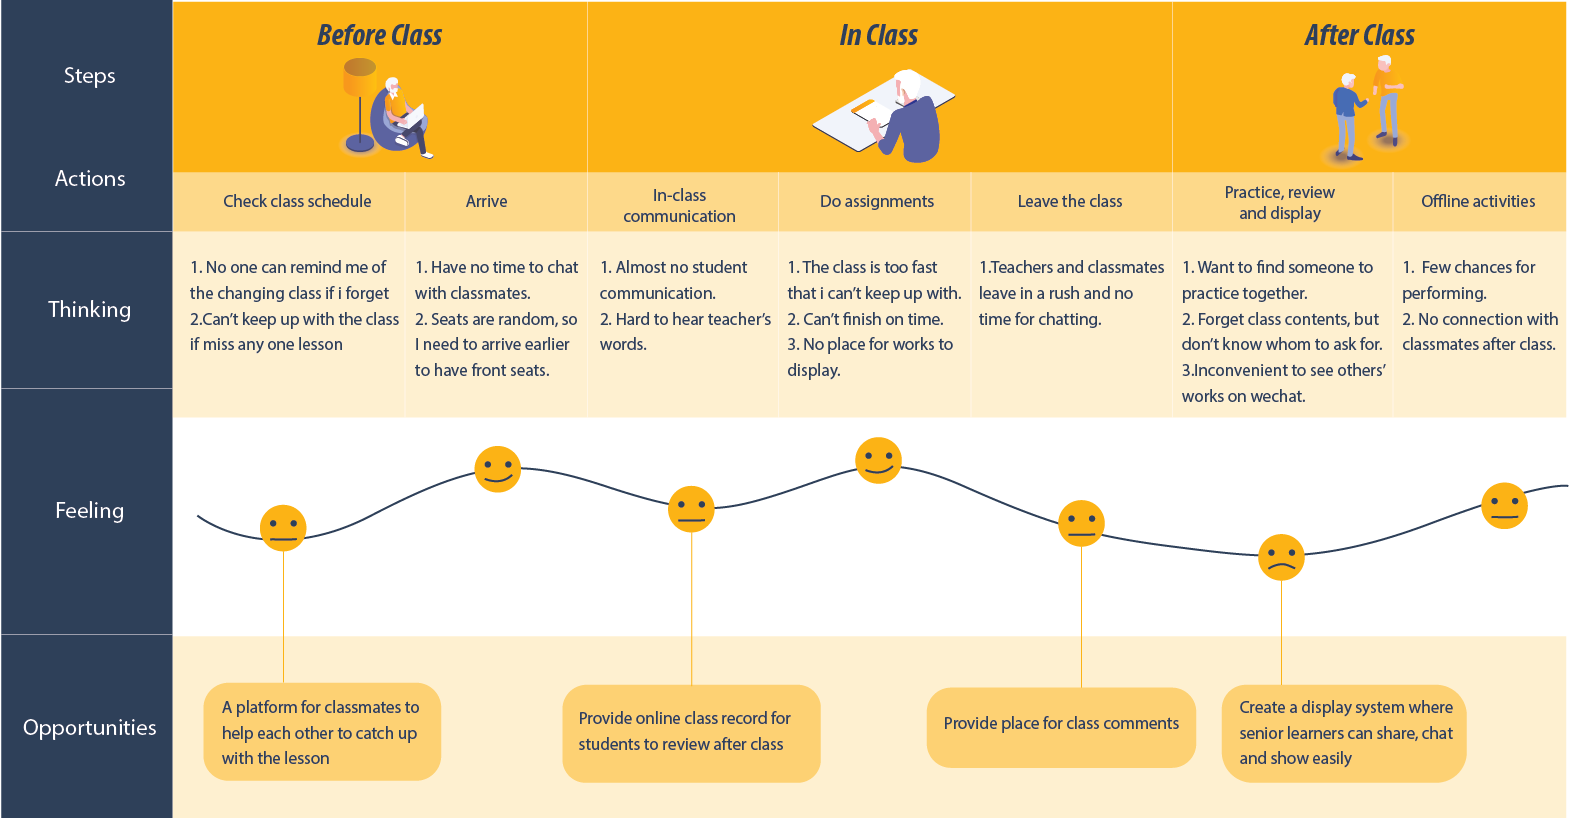 Steps
Before Class
In Class
After Class
Actions
Check class schedule
Arrive
In-class
communication
Do assignments
Leave the class
Practice, review
and display
Offline activities
Thinking
1. No one can remind me of
the changing class if i forget
2.Can't keep up with the class
if miss any one lesson
1. Have no time to chat
with classmates.
2. Seats are random, so
I need to arrive earlier
to have front seats.
1. Almost no student
communication.
2. Hard to hear teacher's
words.
1. The class is too fast
that i can't keep up with.
2. Can't finish on time.
3. No place for works to
display.
1.Teachers and classmates
leave in a rush and no
time for chatting.
1. Want to find someone to
practice together.
2. Forget class contents, but
don't know whom to ask for.
3.Inconvenient to see others'
works on wechat.
1. Few chances for
performing.
2. No connection with
classmates after class.
Feeling
Opportunities
A platform for classmates to
help each other to catch up
with the lesson
Provide online class record for
students to review after class
Provide place for class comments
Create a display system where
senior learners can share, chat
and show easily